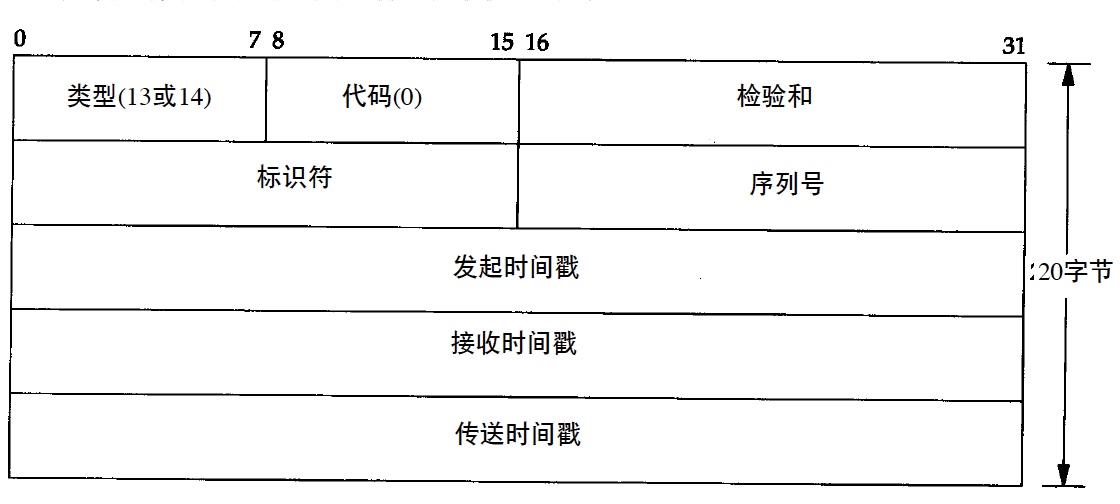 0 7 8 15 16 31
类型(13或14) 代码(0) 检验和
标识符 序列号
发起时间戳
20字节
接收时间戳
传送时间戳